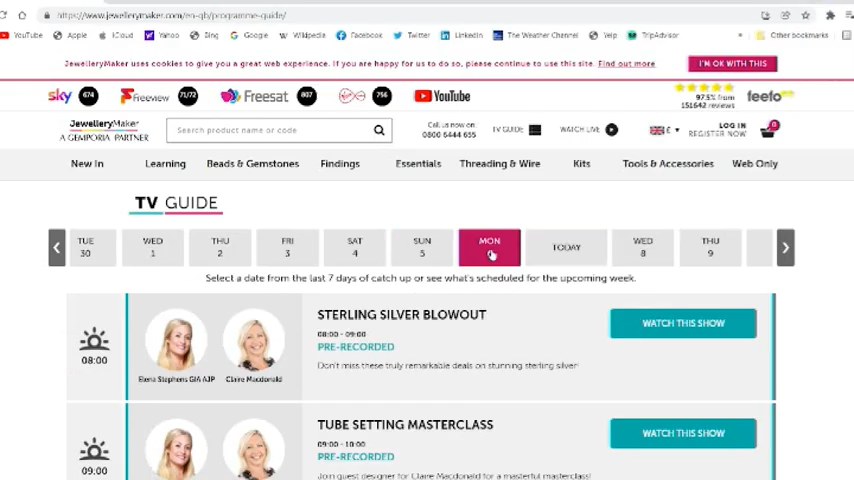 https://www.jewellerymaker.com/en-gb/programme-guide/
YouTube Apple iCloud Yahoo Bing Google Wikipedia Facebook Twitter LinkedIn The Weather Channel Yelp TripAdvisor » Other bookmarks
JewelleryMaker uses cookies to give you a great web experience. If you are happy for us to do so, please continue to use this site. Find out more
I'M OK WITH THIS
sky 674 Freeview 71/72 Freesat 807 756 YouTube
97.5% from
151642 reviews
feefo
JewelleryMaker
A GEMPORIA PARTNER
Search product name or code
Call us now on
0800 6444 655
TV GUIDE
WATCH LIVE
£
LOG IN
REGISTER NOW
0
New In Learning Beads & Gemstones Findings Essentials Threading & Wire Kits Tools & Accessories Web Only
TV GUIDE
TUE WED THU FRI SAT SUN MON TODAY WED THU
30 1 2 3 4 5 8 9
Select a date from the last 7 days of catch up or see what's scheduled for the upcoming week.
08:00
Elena Stephens GIA AJP
Claire Macdonald
STERLING SILVER BLOWOUT
08:00 - 09:00
PRE-RECORDED
Don't miss these truly remarkable deals on stunning sterling silver!
WATCH THIS SHOW
09:00
TUBE SETTING MASTERCLASS
09:00 - 10:00
PRE-RECORDED
Join guest designer for Claire Macdonald for a masterful masterclass!
WATCH THIS SHOW